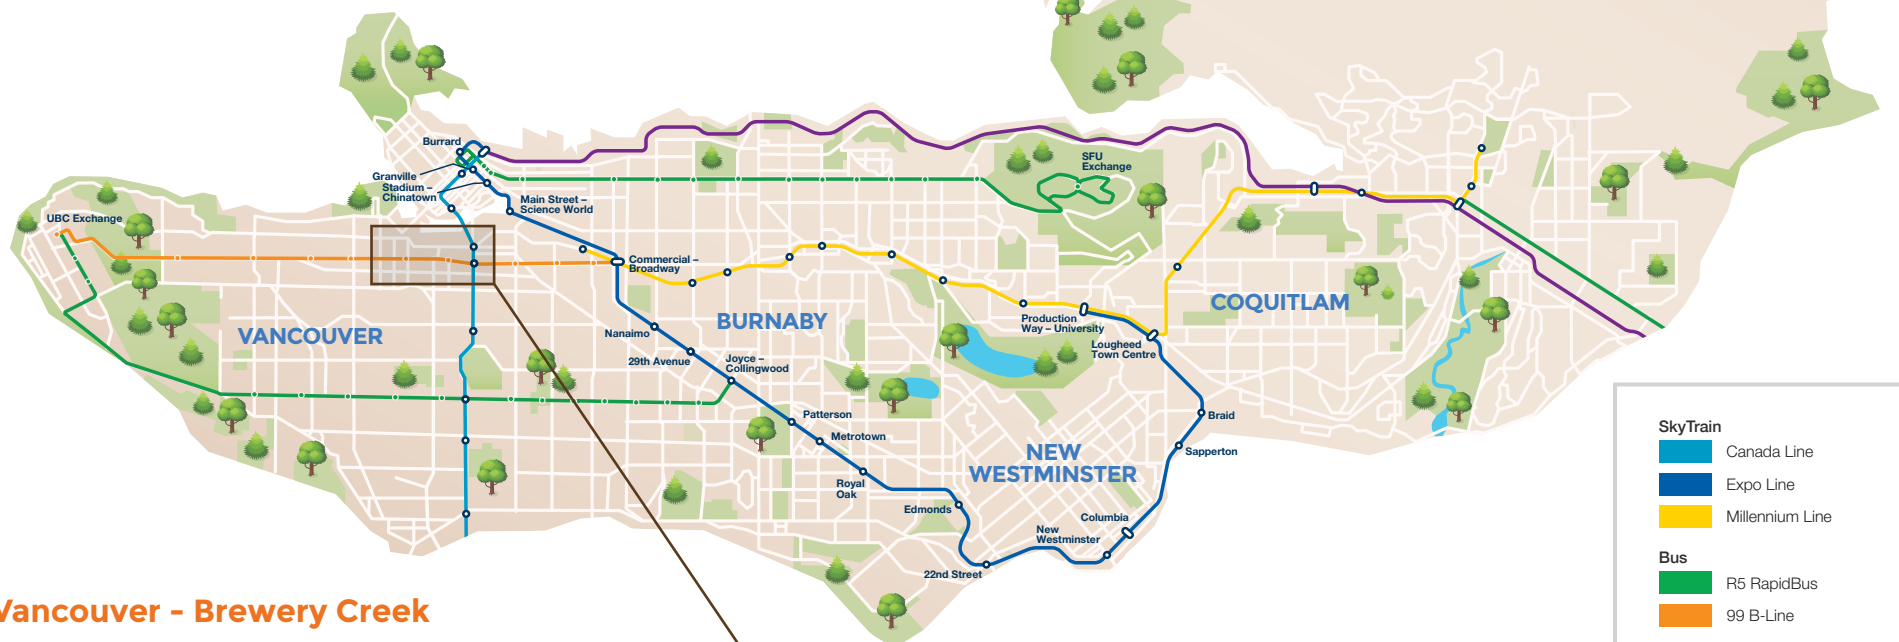 Burrard
Granville
Stadium –
Chinatown
Main Street –
Science World
SFU
Exchange
UBC Exchange
Commercial –
Broadway
VANCOUVER
BURNABY
COQUITLAM
Nanaimo
29th Avenue
Joyce –
Collingwood
Production
Way – University
Lougheed
Town Centre
Patterson
Metrotown
Royal
Oak
Edmonds
NEW
WESTMINSTER
Braid
Sapperton
Columbia
New
Westminster
22nd Street
Vancouver - Brewery Creek
SkyTrain
Canada Line
Expo Line
Millennium Line
Bus
R5 RapidBus
99 B-Line